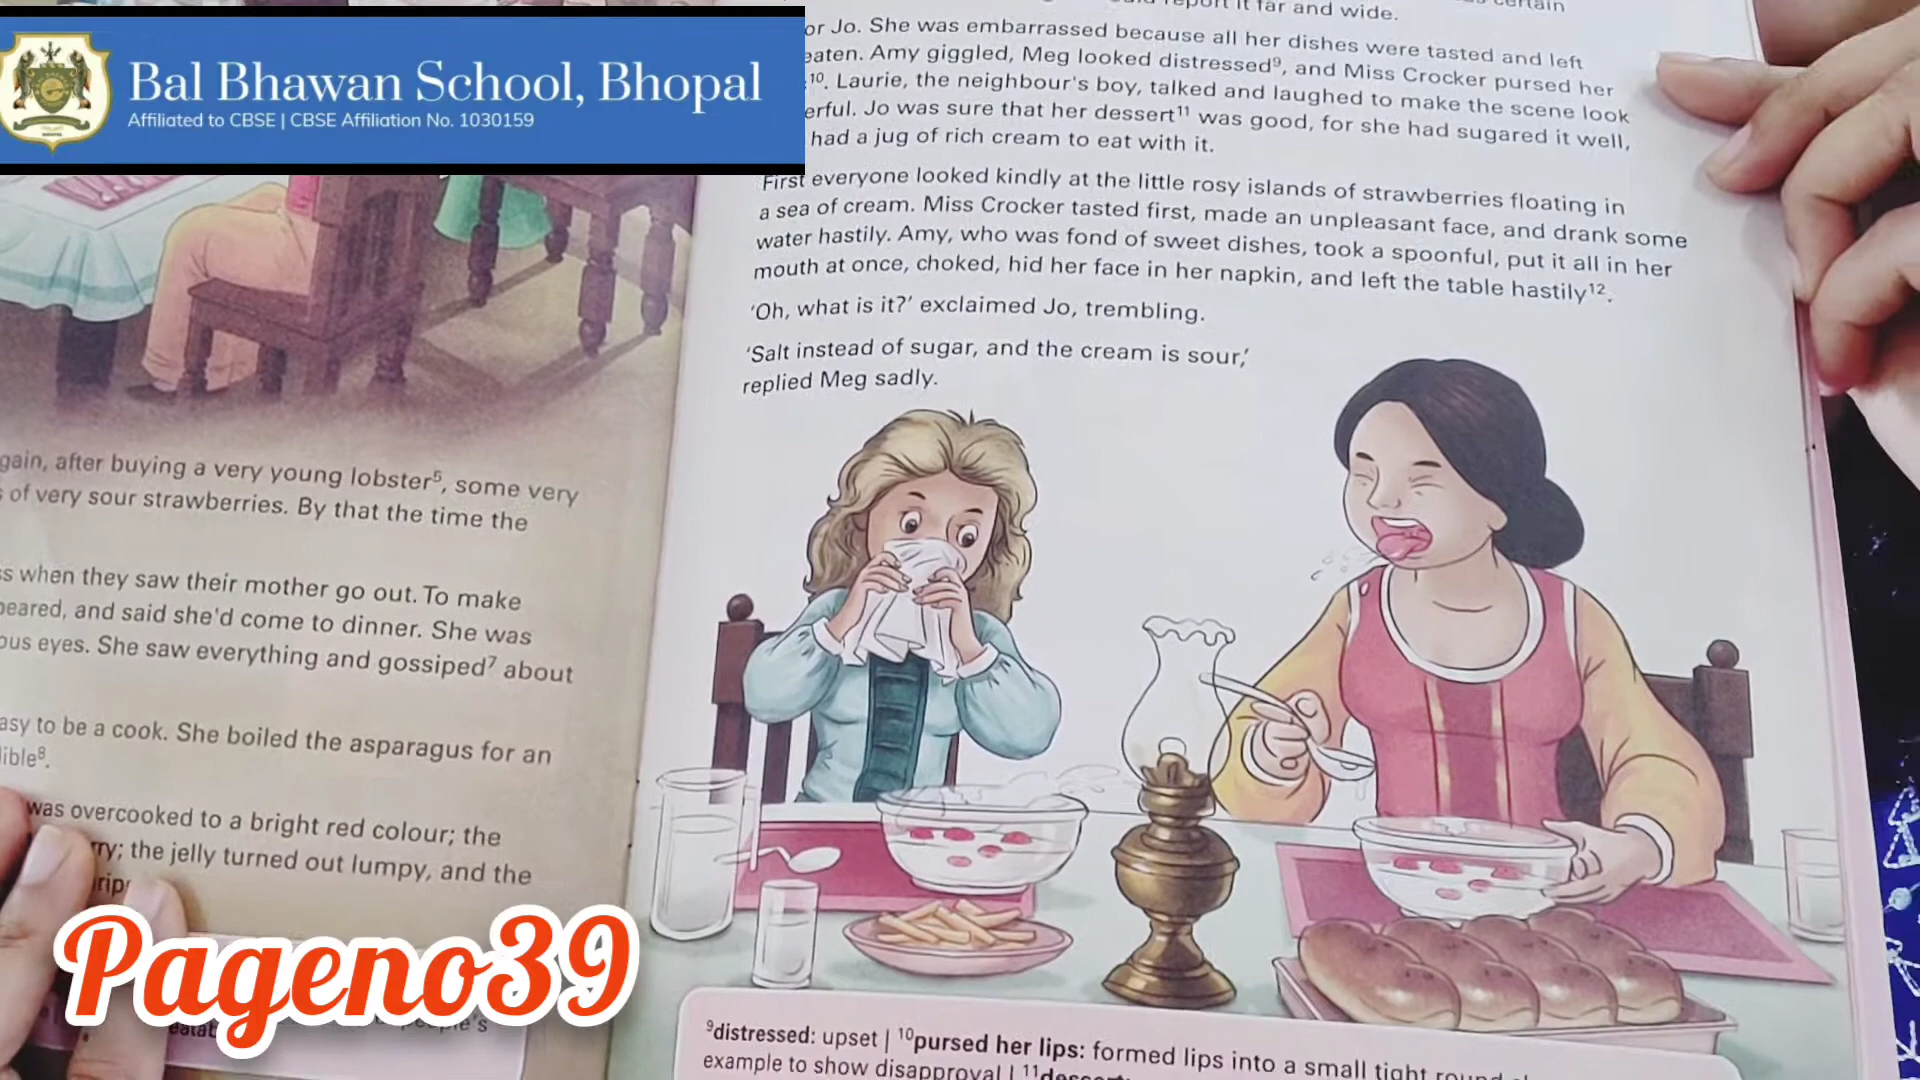 Bal Bhawan School, Bhopal
Affiliated to CBSE | CBSE Affiliation No. 1030159
gain, after buying a very young lobster⁵, some very
of very sour strawberries. By that the time the
when they saw their mother go out. To make
and said she'd come to dinner. She was
eyes. She saw everything and gossiped⁷ about
to be a cook. She boiled the asparagus for an
was overcooked to a bright red colour; the
the jelly turned out lumpy, and the
Pageno39
report it far and wide.
or Jo. She was embarrassed because all her dishes were tasted and left
eaten. Amy giggled, Meg looked distressed⁹, and Miss Crocker pursed her
¹⁰. Laurie, the neighbour's boy, talked and laughed to make the scene look
erful. Jo was sure that her dessert¹¹ was good, for she had sugared it well,
had a jug of rich cream to eat with it.
First everyone looked kindly at the little rosy islands of strawberries floating in
a sea of cream. Miss Crocker tasted first, made an unpleasant face, and drank some
water hastily. Amy, who was fond of sweet dishes, took a spoonful, put it all in her
mouth at once, choked, hid her face in her napkin, and left the table hastily¹².
'Oh, what is it?' exclaimed Jo, trembling.
'Salt instead of sugar, and the cream is sour,'
replied Meg sadly.
⁹distressed: upset | ¹⁰pursed her lips: formed lips into a small tight round
example to show disapproval | ¹¹